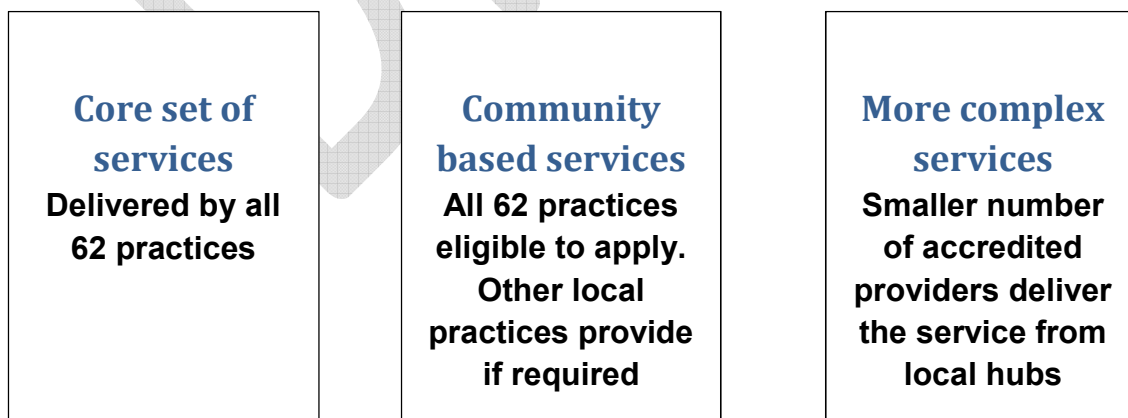 Core set of
services
Delivered by all
62 practices
Community
based services
All 62 practices
eligible to apply.
Other local
practices provide
if required
More complex
services
Smaller number
of accredited
providers deliver
the service from
local hubs